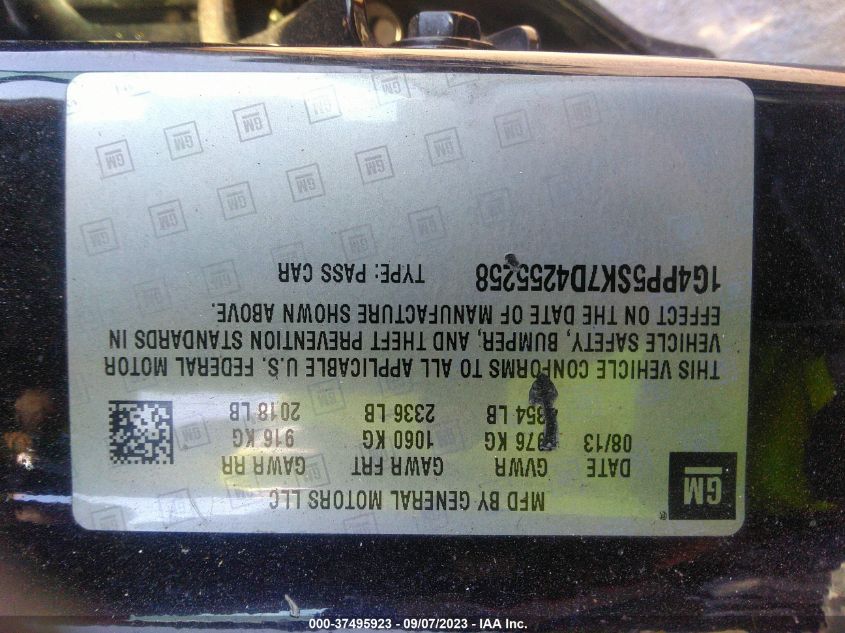 GM
®
MFD BY GENERAL MOTORS LLC
DATE GVWR GAWR FRT GAWR RR
08/13 KG 1060 KG 916 KG
4354 LB 2336 LB 2018 LB
THIS VEHICLE CONFORMS TO ALL APPLICABLE U.S. FEDERAL MOTOR
VEHICLE SAFETY, BUMPER, AND THEFT PREVENTION STANDARDS IN
EFFECT ON THE DATE OF MANUFACTURE SHOWN ABOVE.
1G4PP5SK7D4255258 TYPE: PASS CAR
000-37495923 - 09/07/2023 - IAA Inc.